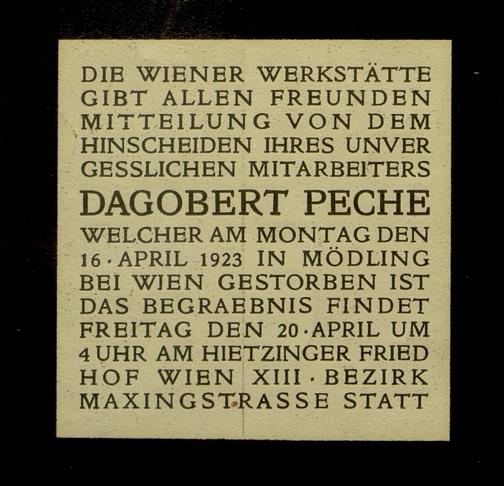 DIE WIENER WERKSTÄTTE
GIBT ALLEN FREUNDEN
MITTEILUNG VON DEM
HINSCHEIDEN IHRES UNVER
GESSLICHEN MITARBEITERS
DAGOBERT PECHE
WELCHER AM MONTAG DEN
16 · APRIL 1923 IN MÖDLING
BEI WIEN GESTORBEN IST
DAS BEGRAEBNIS FINDET
FREITAG DEN 20 · APRIL UM
4 UHR AM HIETZINGER FRIED
HOF WIEN XIII · BEZIRK
MAXINGSTRASSE STATT